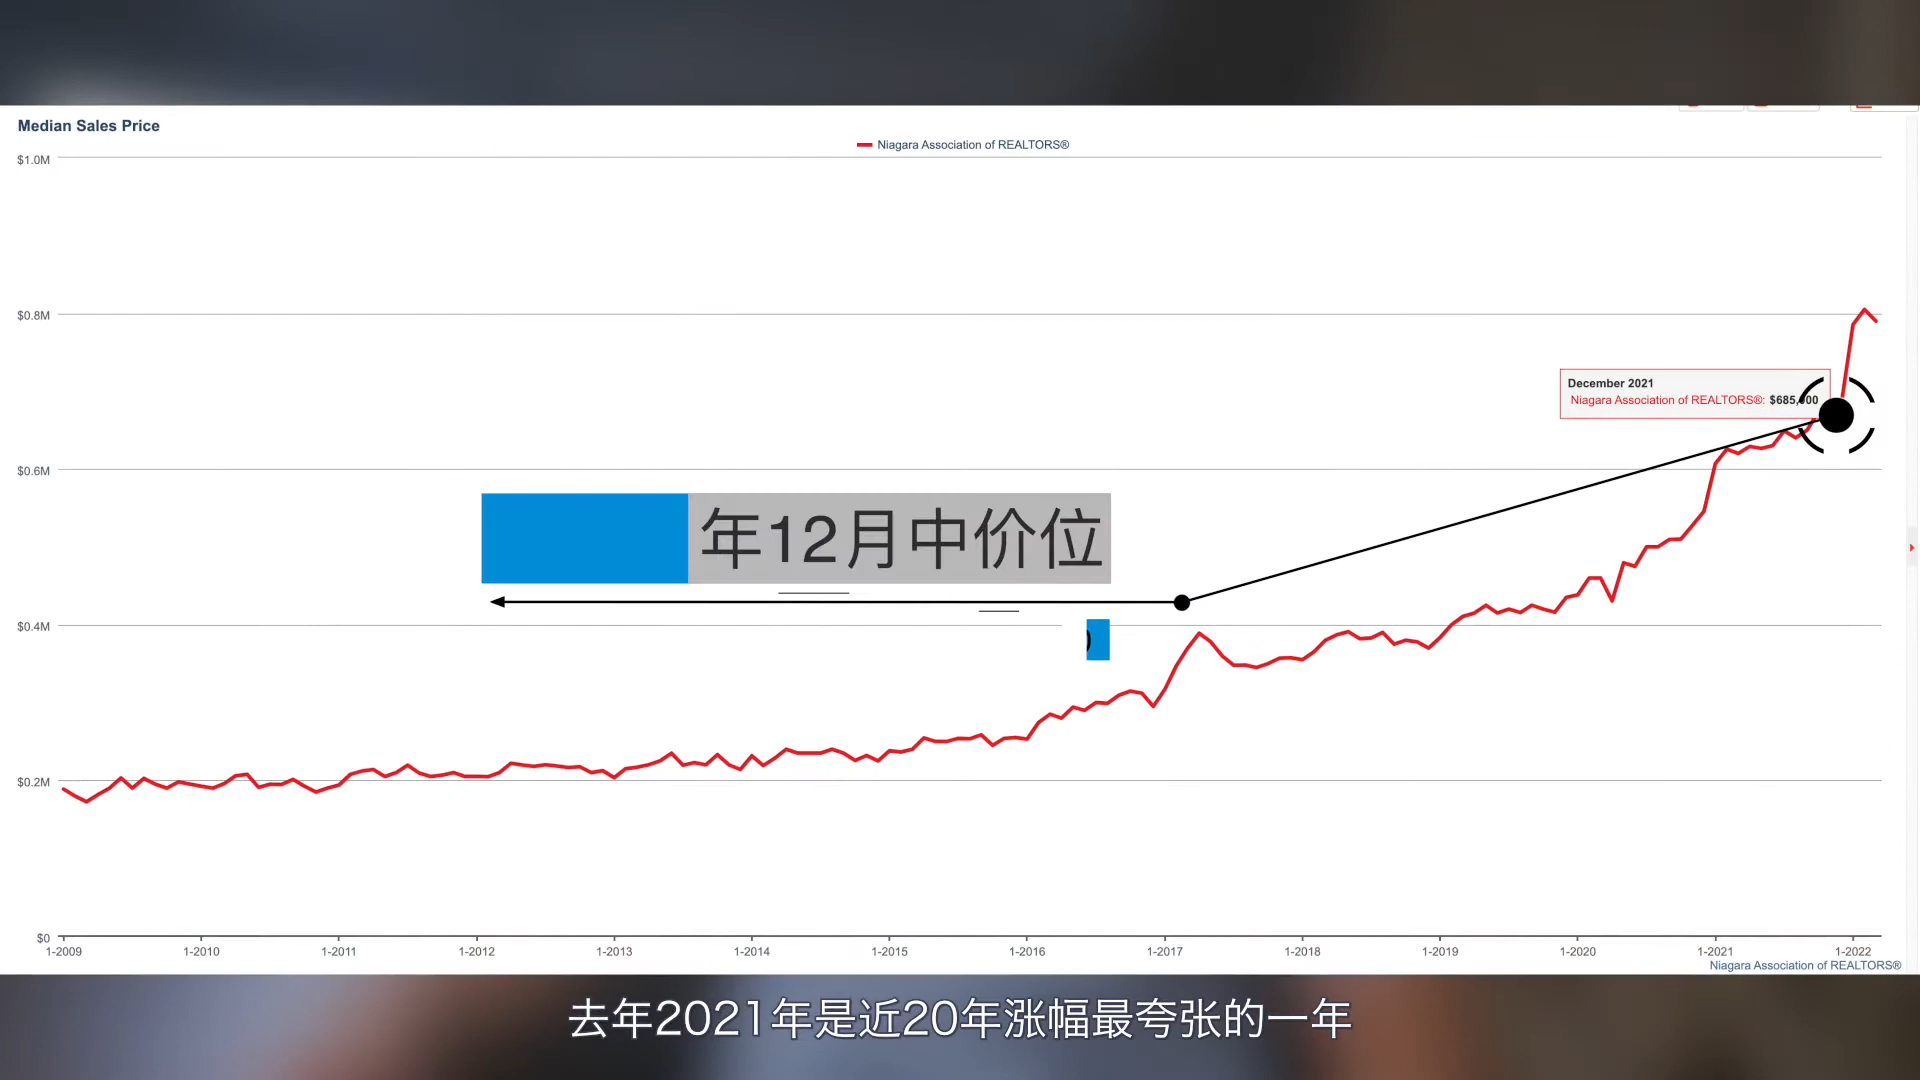 Median Sales Price
Niagara Association of REALTORS®
$1.0M
$0.8M
December 2021
Niagara Association of REALTORS®:
$0.6M
年12月中价位
$0.4M
$0.2M
$0
1-2009 1-2010 1-2011 1-2012 1-2013 1-2014 1-2015 1-2016 1-2017 1-2018 1-2019 1-2020 1-2021 1-2022
Niagara Association of REALTORS®
去年2021年是近20年涨幅最夸张的一年